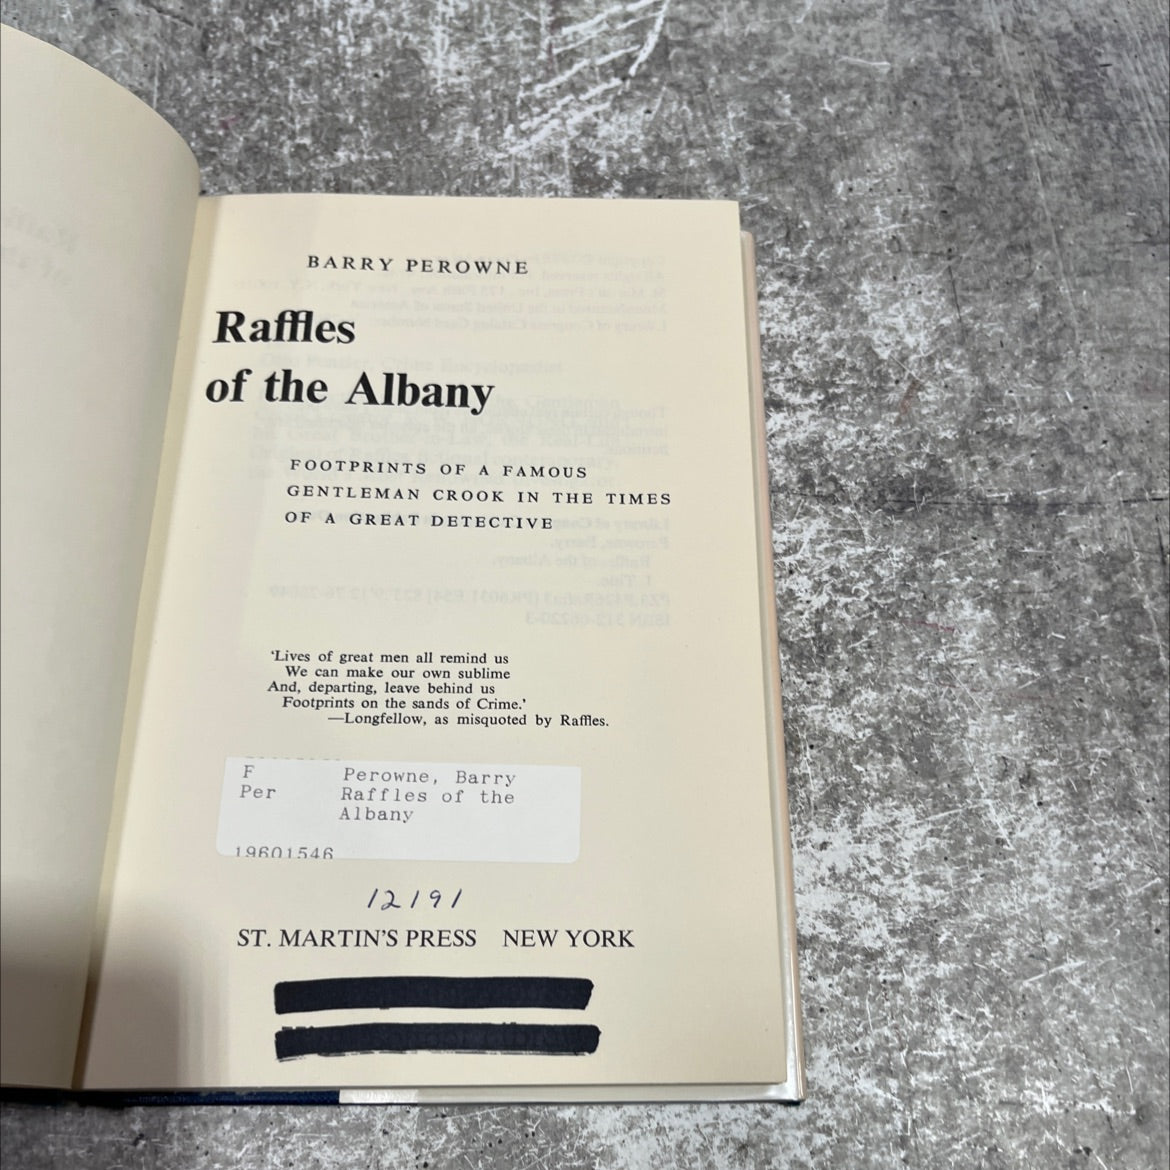 BARRY PEROWNE
Raffles
of the Albany
FOOTPRINTS OF A FAMOUS
GENTLEMAN CROOK IN THE TIMES
OF A GREAT DETECTIVE
'Lives of great men all remind us
We can make our own sublime
And, departing, leave behind us
Footprints on the sands of Crime.'
—Longfellow, as misquoted by Raffles.
F Perowne, Barry
Per Raffles of the
Albany
19601546
12191
ST. MARTIN'S PRESS NEW YORK